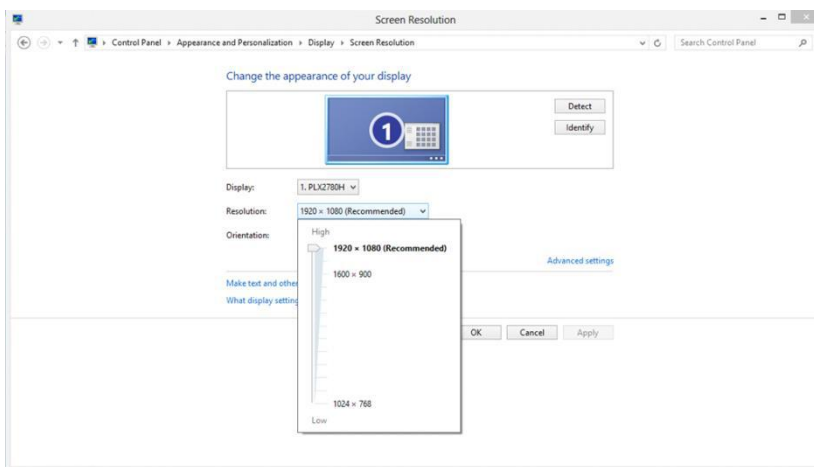 Screen Resolution
Control Panel Appearance and Personalization Display Screen Resolution
Search Control Panel
Change the appearance of your display
1
Detect
Identify
Display: 1. PLX2780H
Resolution: 1920 × 1080 (Recommended)
Orientation:
High
1920 × 1080 (Recommended)
1600 × 900
1024 × 768
Low
Advanced settings
Make text and othe
What display setting
OK Cancel Apply